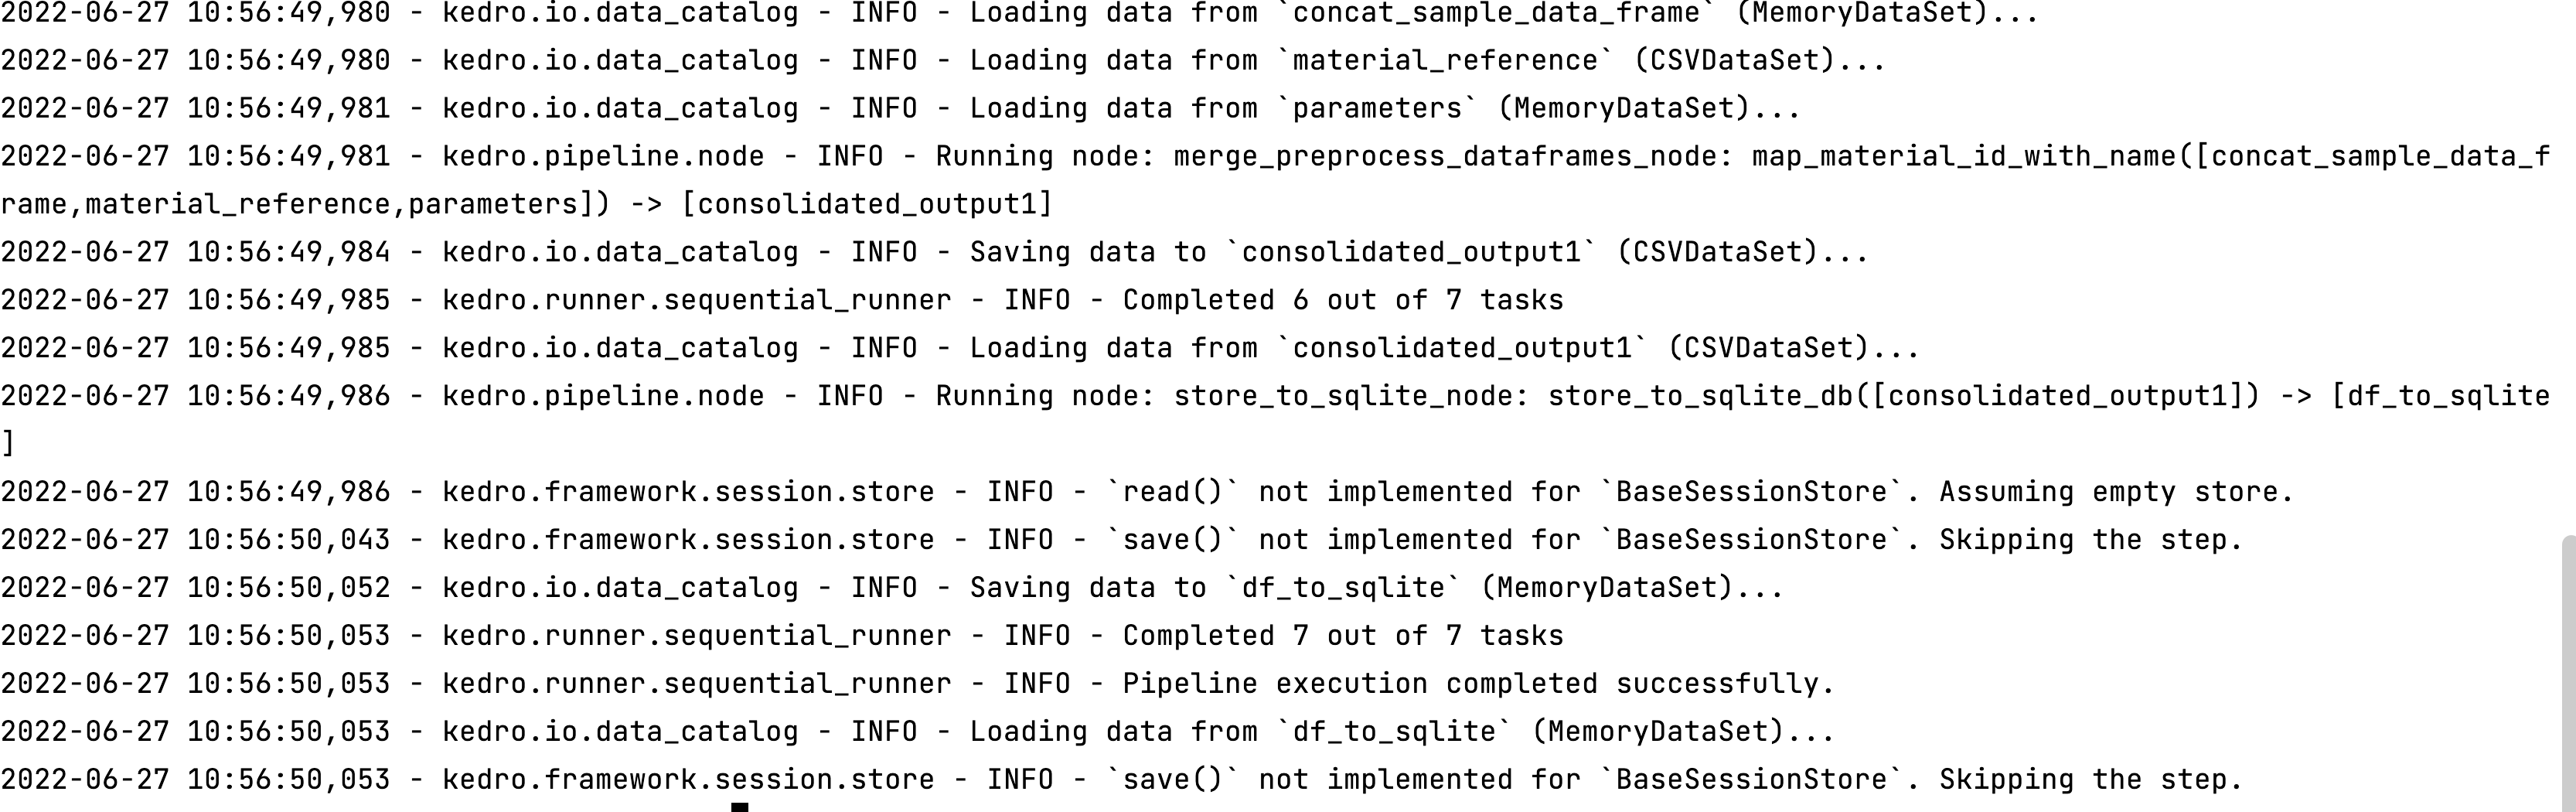 2022-06-27 10:56:49,980 - kedro.io.data_catalog - INFO - Loading data from `concat_sample_data_frame` (MemoryDataSet)...
2022-06-27 10:56:49,980 - kedro.io.data_catalog - INFO - Loading data from `material_reference` (CSVDataSet)...
2022-06-27 10:56:49,981 - kedro.io.data_catalog - INFO - Loading data from `parameters` (MemoryDataSet)...
2022-06-27 10:56:49,981 - kedro.pipeline.node - INFO - Running node: merge_preprocess_dataframes_node: map_material_id_with_name([concat_sample_data_f
rame,material_reference,parameters]) -> [consolidated_output1]
2022-06-27 10:56:49,984 - kedro.io.data_catalog - INFO - Saving data to `consolidated_output1` (CSVDataSet)...
2022-06-27 10:56:49,985 - kedro.runner.sequential_runner - INFO - Completed 6 out of 7 tasks
2022-06-27 10:56:49,985 - kedro.io.data_catalog - INFO - Loading data from `consolidated_output1` (CSVDataSet)...
2022-06-27 10:56:49,986 - kedro.pipeline.node - INFO - Running node: store_to_sqlite_node: store_to_sqlite_db([consolidated_output1]) -> [df_to_sqlite
]
2022-06-27 10:56:49,986 - kedro.framework.session.store - INFO - `read()` not implemented for `BaseSessionStore`. Assuming empty store.
2022-06-27 10:56:50,043 - kedro.framework.session.store - INFO - `save()` not implemented for `BaseSessionStore`. Skipping the step.
2022-06-27 10:56:50,052 - kedro.io.data_catalog - INFO - Saving data to `df_to_sqlite` (MemoryDataSet)...
2022-06-27 10:56:50,053 - kedro.runner.sequential_runner - INFO - Completed 7 out of 7 tasks
2022-06-27 10:56:50,053 - kedro.runner.sequential_runner - INFO - Pipeline execution completed successfully.
2022-06-27 10:56:50,053 - kedro.io.data_catalog - INFO - Loading data from `df_to_sqlite` (MemoryDataSet)...
2022-06-27 10:56:50,053 - kedro.framework.session.store - INFO - `save()` not implemented for `BaseSessionStore`. Skipping the step.